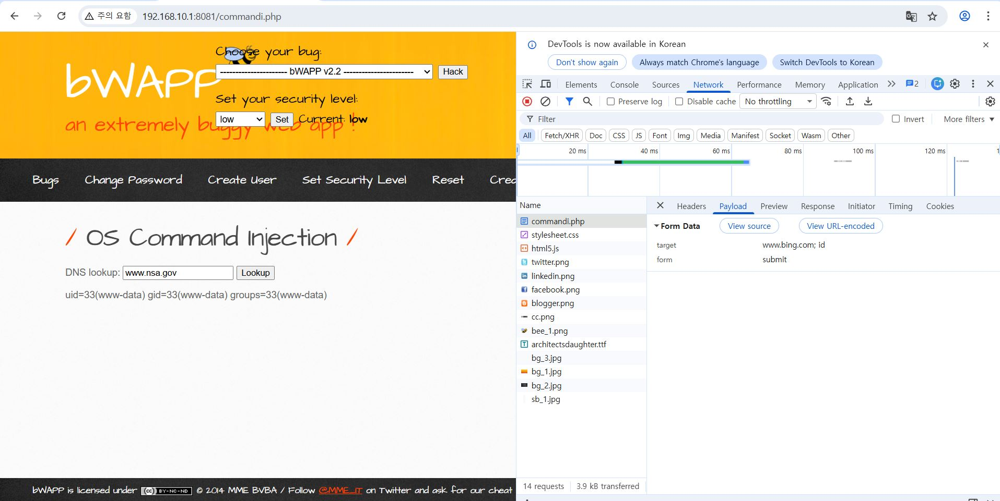 주의 요함
192.168.10.1:8081/commandi.php
Choose your bug:
---------------------- bWAPP v2.2 -----------------------
Hack
bWAPP
Set your security level:
low
Set
Current: low
an extremely buggy web app !
Bugs
Change Password
Create User
Set Security Level
Reset
Crea
/ OS Command Injection /
DNS lookup:
www.nsa.gov
Lookup
uid=33(www-data) gid=33(www-data) groups=33(www-data)
bWAPP is licensed under
(cc) BY-NC-ND
© 2014 MME BVBA / Follow @MME_IT on Twitter and ask for our cheat
DevTools is now available in Korean
Don't show again
Always match Chrome's language
Switch DevTools to Korean
Elements
Console
Sources
Network
Performance
Memory
Application
2
Preserve log
Disable cache
No throttling
Filter
Invert
More filters
All
Fetch/XHR
Doc
CSS
JS
Font
Img
Media
Manifest
Socket
Wasm
Other
20 ms
40 ms
60 ms
80 ms
100 ms
120 ms
1
Name
commandi.php
stylesheet.css
html5.js
twitter.png
linkedin.png
facebook.png
blogger.png
cc.png
bee_1.png
architectsdaughter.ttf
bg_3.jpg
bg_1.jpg
bg_2.jpg
sb_1.jpg
14 requests
3.9 kB transferred
Headers
Payload
Preview
Response
Initiator
Timing
Cookies
Form Data
View source
View URL-encoded
target
www.bing.com; id
form
submit